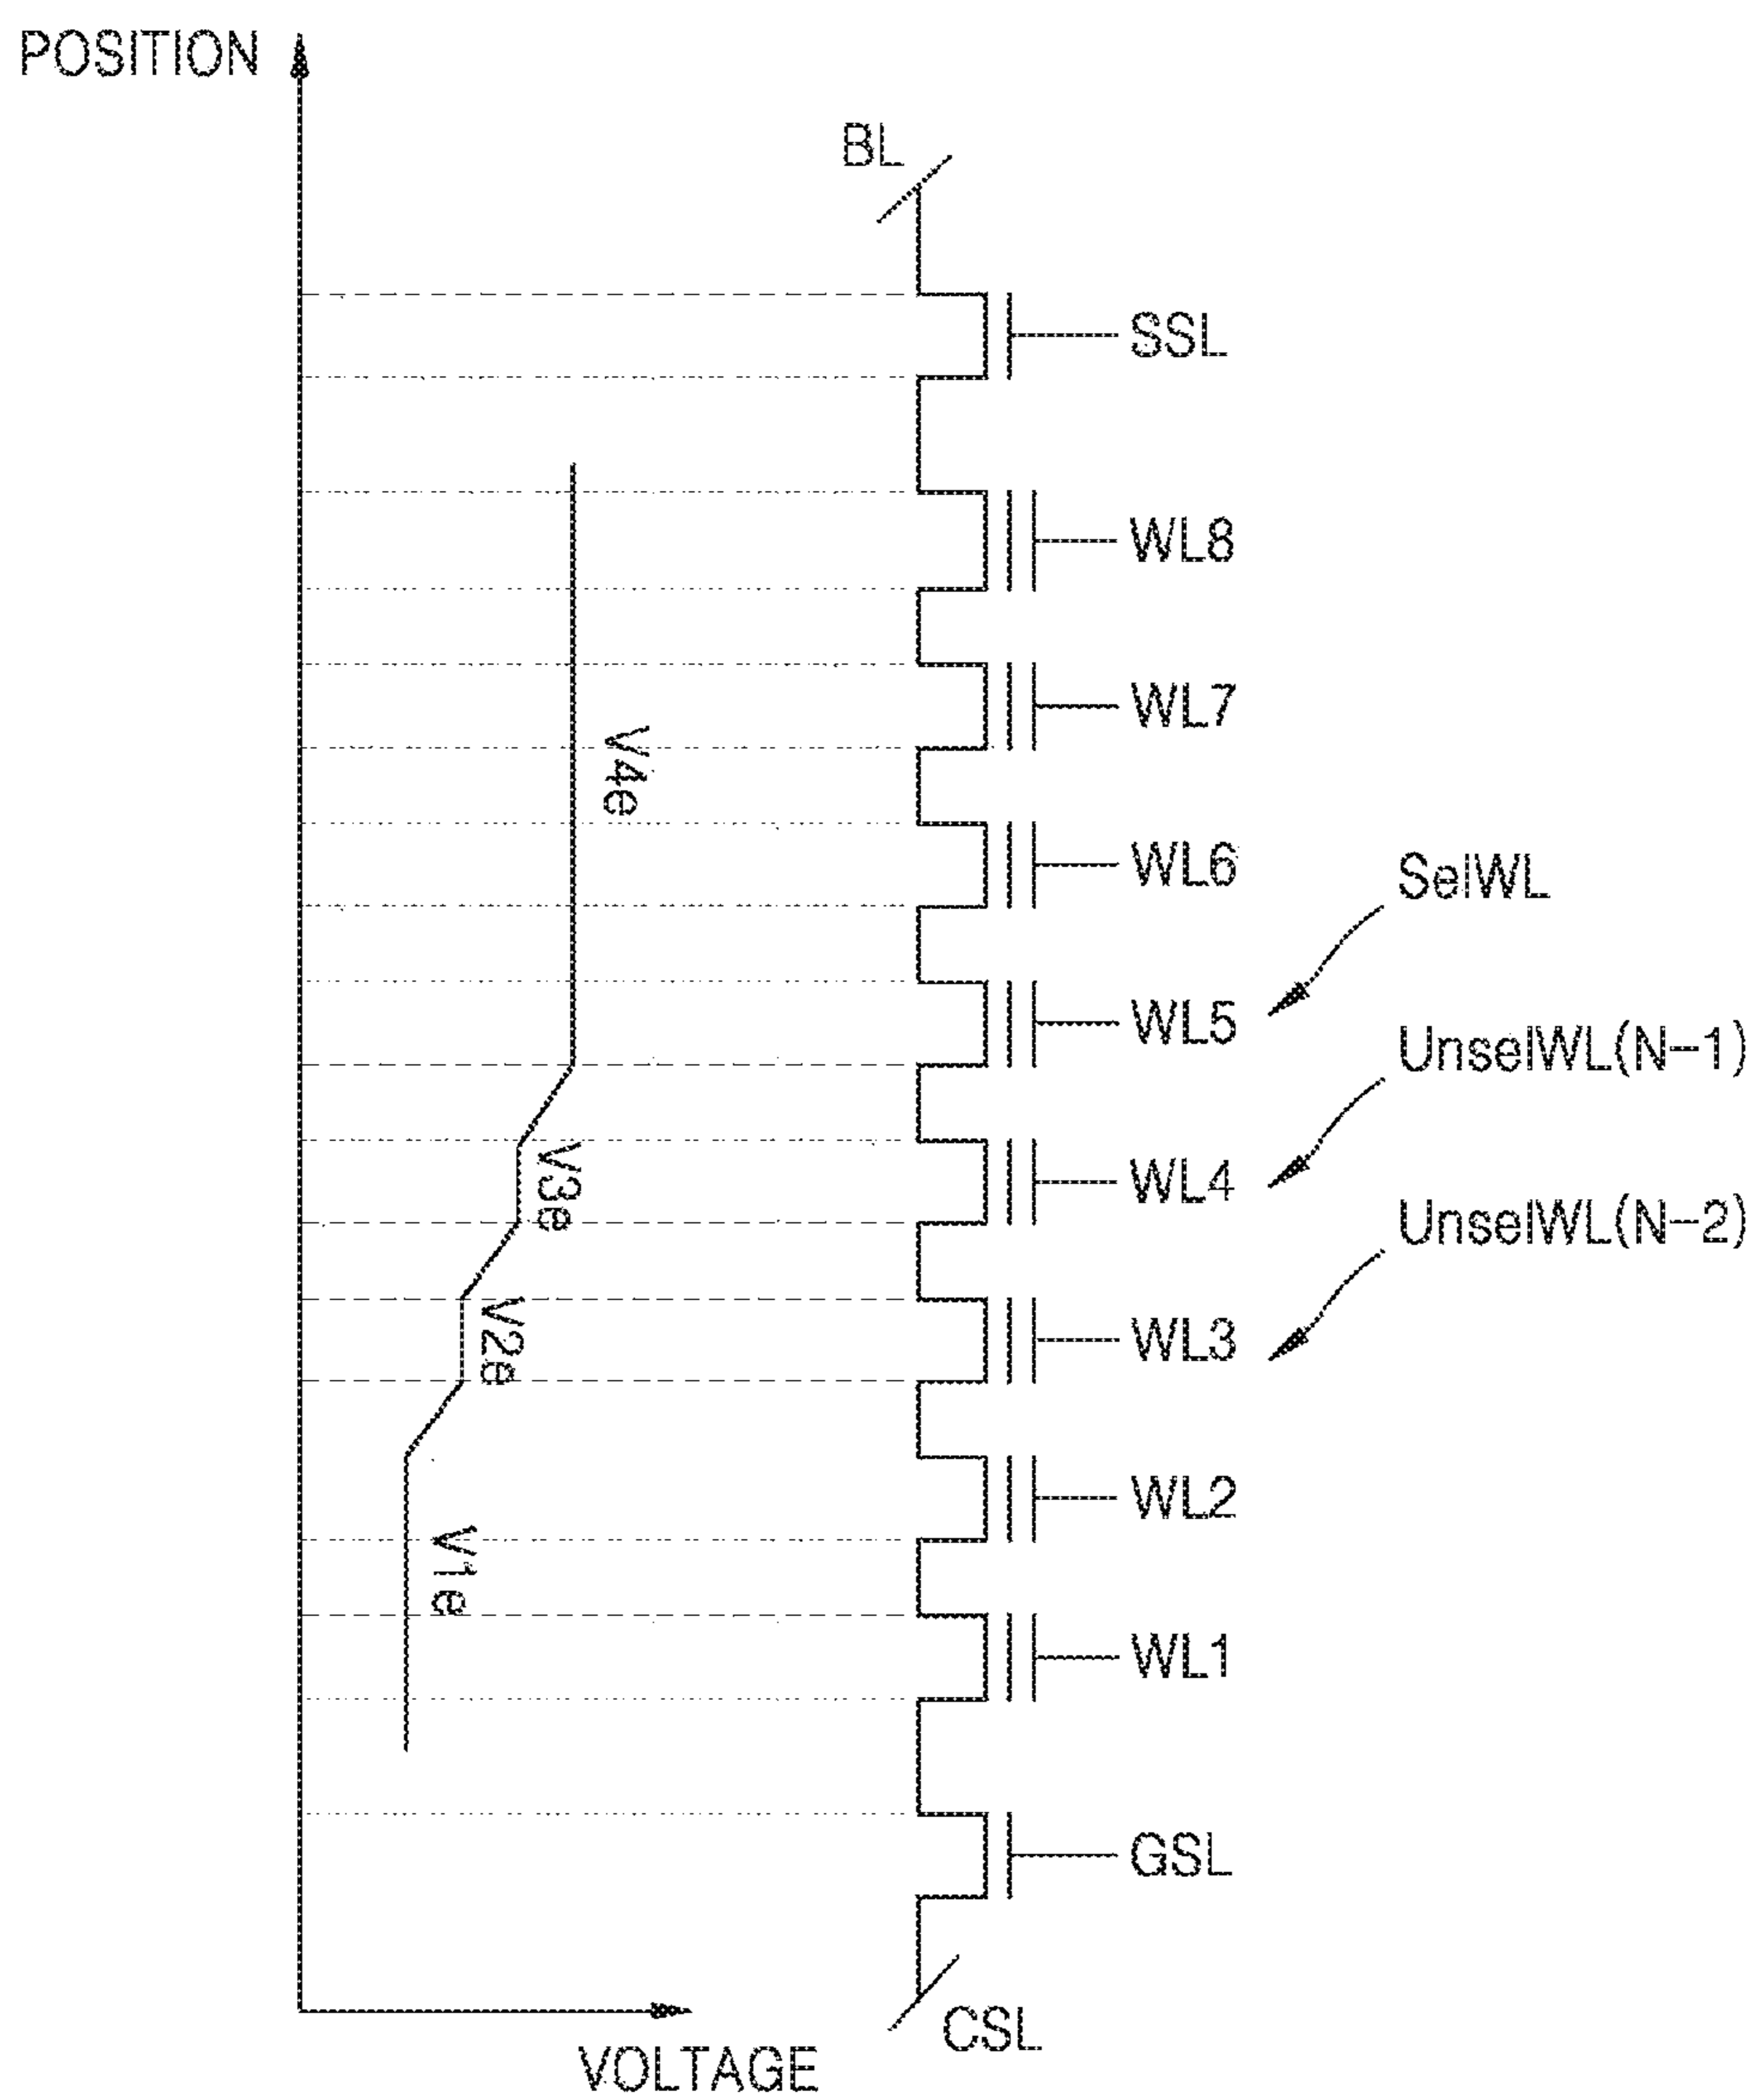 POSITION
BL
SSL
WL8
WL7
V4e
WL6
SelWL
WL5
UnselWL(N-1)
V3e
WL4
UnselWL(N-2)
V2e
WL3
WL2
V1e
WL1
GSL
CSL
VOLTAGE